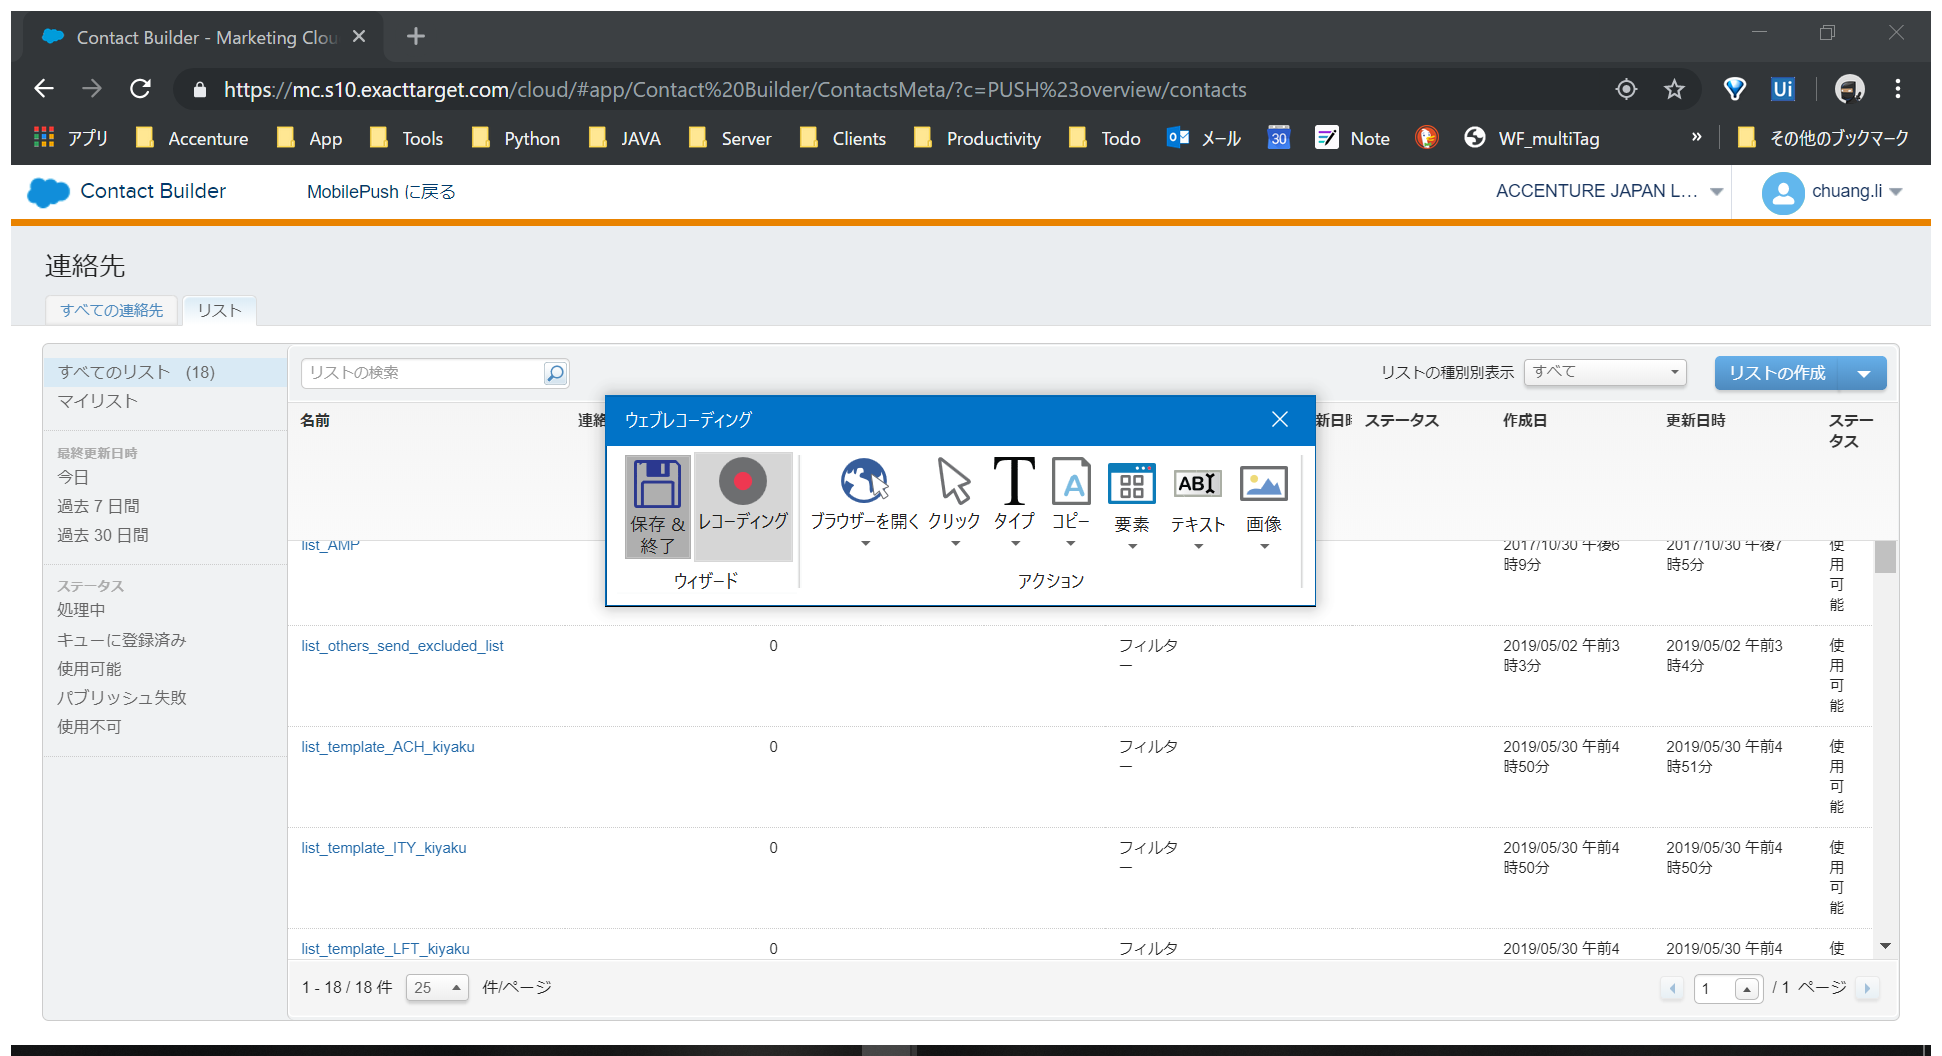 Contact Builder - Marketing Clou
https://mc.s10.exacttarget.com/cloud/#app/Contact%20Builder/ContactsMeta/?c=PUSH%23overview/contacts
Ui
アプリ Accenture App Tools Python JAVA Server Clients Productivity Todo メール 30 Note WF_multiTag » その他のブックマーク
Contact Builder MobilePush に戻る ACCENTURE JAPAN L... chuang.li
連絡先
すべての連絡先 リスト
すべてのリスト (18)
マイリスト
最終更新日時
今日
過去 7 日間
過去 30 日間
ステータス
処理中
キューに登録済み
使用可能
パブリッシュ失敗
使用不可
リストの検索 リストの種別別表示 すべて リストの作成
名前 連絡 新日時 ステータス 作成日 更新日時 ステー
タス
ウェブレコーディング
保存 &
終了
レコーディング
ブラウザーを開く
クリック
T
タイプ
A
コピー
要素
ABI
テキスト
画像
ウィザード アクション
list_AMP 2017/10/30 午後6
時9分
2017/10/30 午後7
時5分
使
用
可
能
list_others_send_excluded_list 0 フィルタ
ー
2019/05/02 午前3
時3分
2019/05/02 午前3
時4分
使
用
可
能
list_template_ACH_kiyaku 0 フィルタ
ー
2019/05/30 午前4
時50分
2019/05/30 午前4
時51分
使
用
可
能
list_template_ITY_kiyaku 0 フィルタ
ー
2019/05/30 午前4
時50分
2019/05/30 午前4
時50分
使
用
可
能
list_template_LFT_kiyaku 0 フィルタ 2019/05/30 午前4 2019/05/30 午前4 使
1 - 18 / 18 件 25 件/ページ 1 / 1 ページ